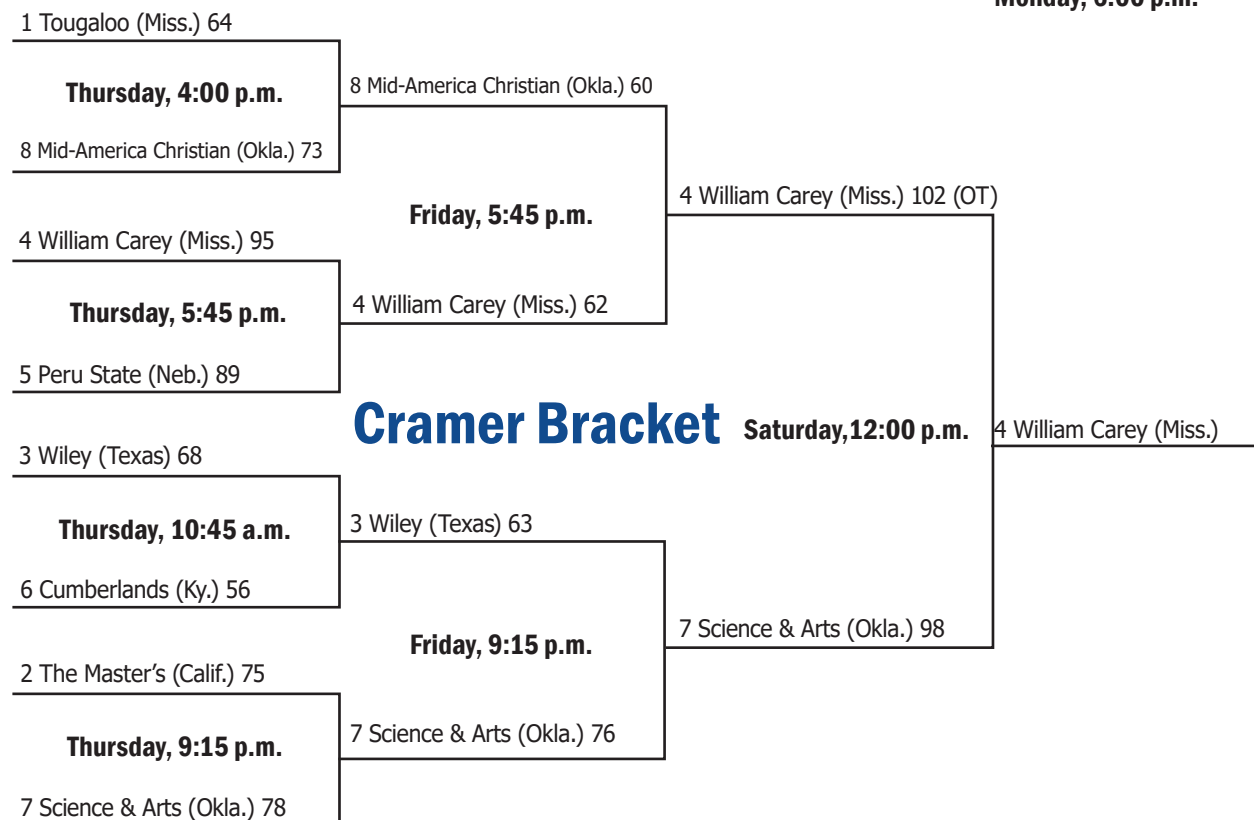 1 Tougaloo (Miss.) 64
Thursday, 4:00 p.m.
8 Mid-America Christian (Okla.) 73
4 William Carey (Miss.) 95
Thursday, 5:45 p.m.
5 Peru State (Neb.) 89
3 Wiley (Texas) 68
Thursday, 10:45 a.m.
6 Cumberlands (Ky.) 56
2 The Master's (Calif.) 75
Thursday, 9:15 p.m.
7 Science & Arts (Okla.) 78
8 Mid-America Christian (Okla.) 60
Friday, 5:45 p.m.
4 William Carey (Miss.) 62
Cramer Bracket
3 Wiley (Texas) 63
Friday, 9:15 p.m.
7 Science & Arts (Okla.) 76
4 William Carey (Miss.) 102 (OT)
Saturday,12:00 p.m.
7 Science & Arts (Okla.) 98
4 William Carey (Miss.)